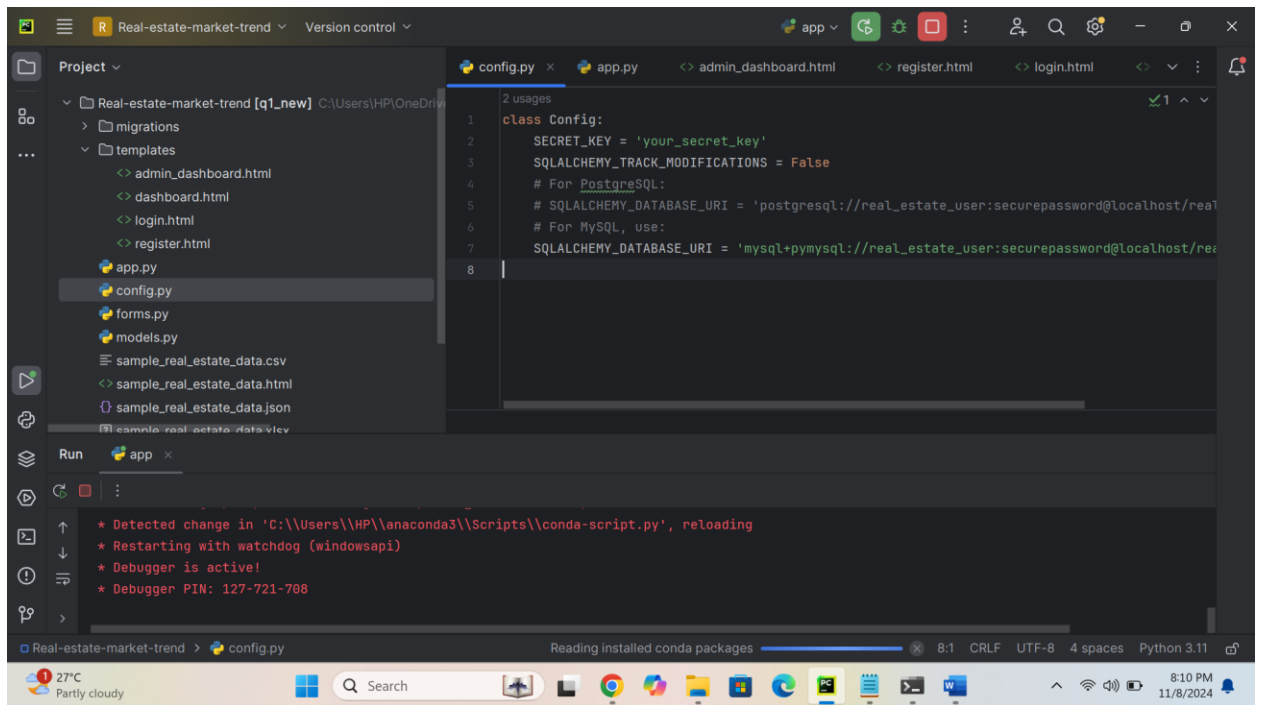 R Real-estate-market-trend Version control app
Project
config.py app.py admin_dashboard.html register.html login.html
Real-estate-market-trend [q1_new] C:\Users\HP\OneDriv
migrations
templates
admin_dashboard.html
dashboard.html
login.html
register.html
app.py
config.py
forms.py
models.py
sample_real_estate_data.csv
sample_real_estate_data.html
sample_real_estate_data.json
sample_real_estate_data.xlsx
2 usages
1
1 class Config:
2 SECRET_KEY = 'your_secret_key'
3 SQLALCHEMY_TRACK_MODIFICATIONS = False
4 # For PostgreSQL:
5 # SQLALCHEMY_DATABASE_URI = 'postgresql://real_estate_user:securepassword@localhost/real
6 # For MySQL, use:
7 SQLALCHEMY_DATABASE_URI = 'mysql+pymysql://real_estate_user:securepassword@localhost/rea
8
Run app
* Detected change in 'C:\\Users\\HP\\anaconda3\\Scripts\\conda-script.py', reloading
* Restarting with watchdog (windowsapi)
* Debugger is active!
* Debugger PIN: 127-721-708
Real-estate-market-trend > config.py Reading installed conda packages 8:1 CRLF UTF-8 4 spaces Python 3.11
1 27°C
Partly cloudy
Search
8:10 PM
11/8/2024